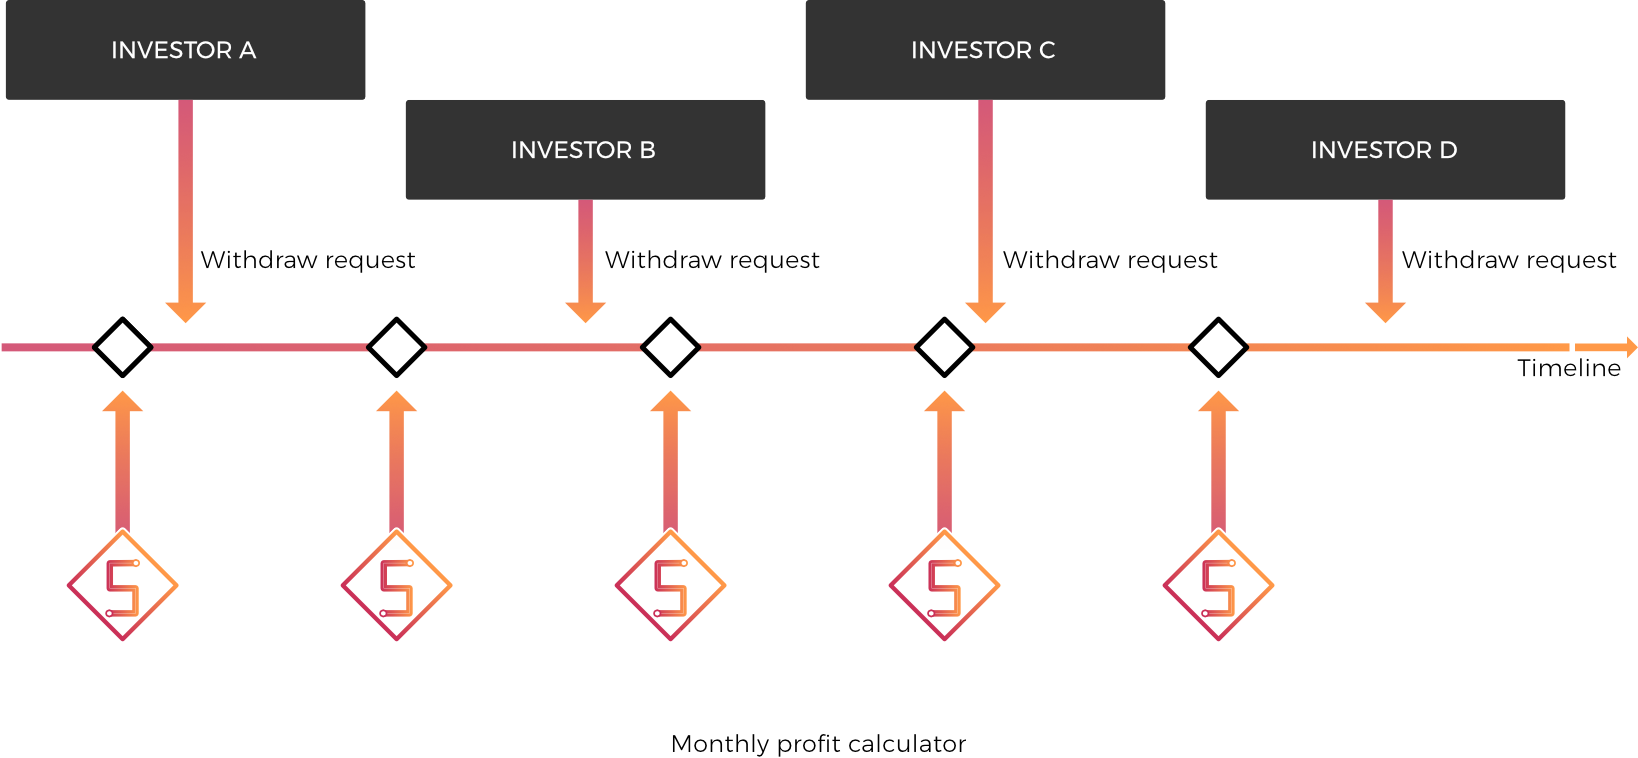 INVESTOR A
INVESTOR C
INVESTOR B
INVESTOR D
Withdraw request
Withdraw request
Withdraw request
Withdraw request
Timeline
Monthly profit calculator